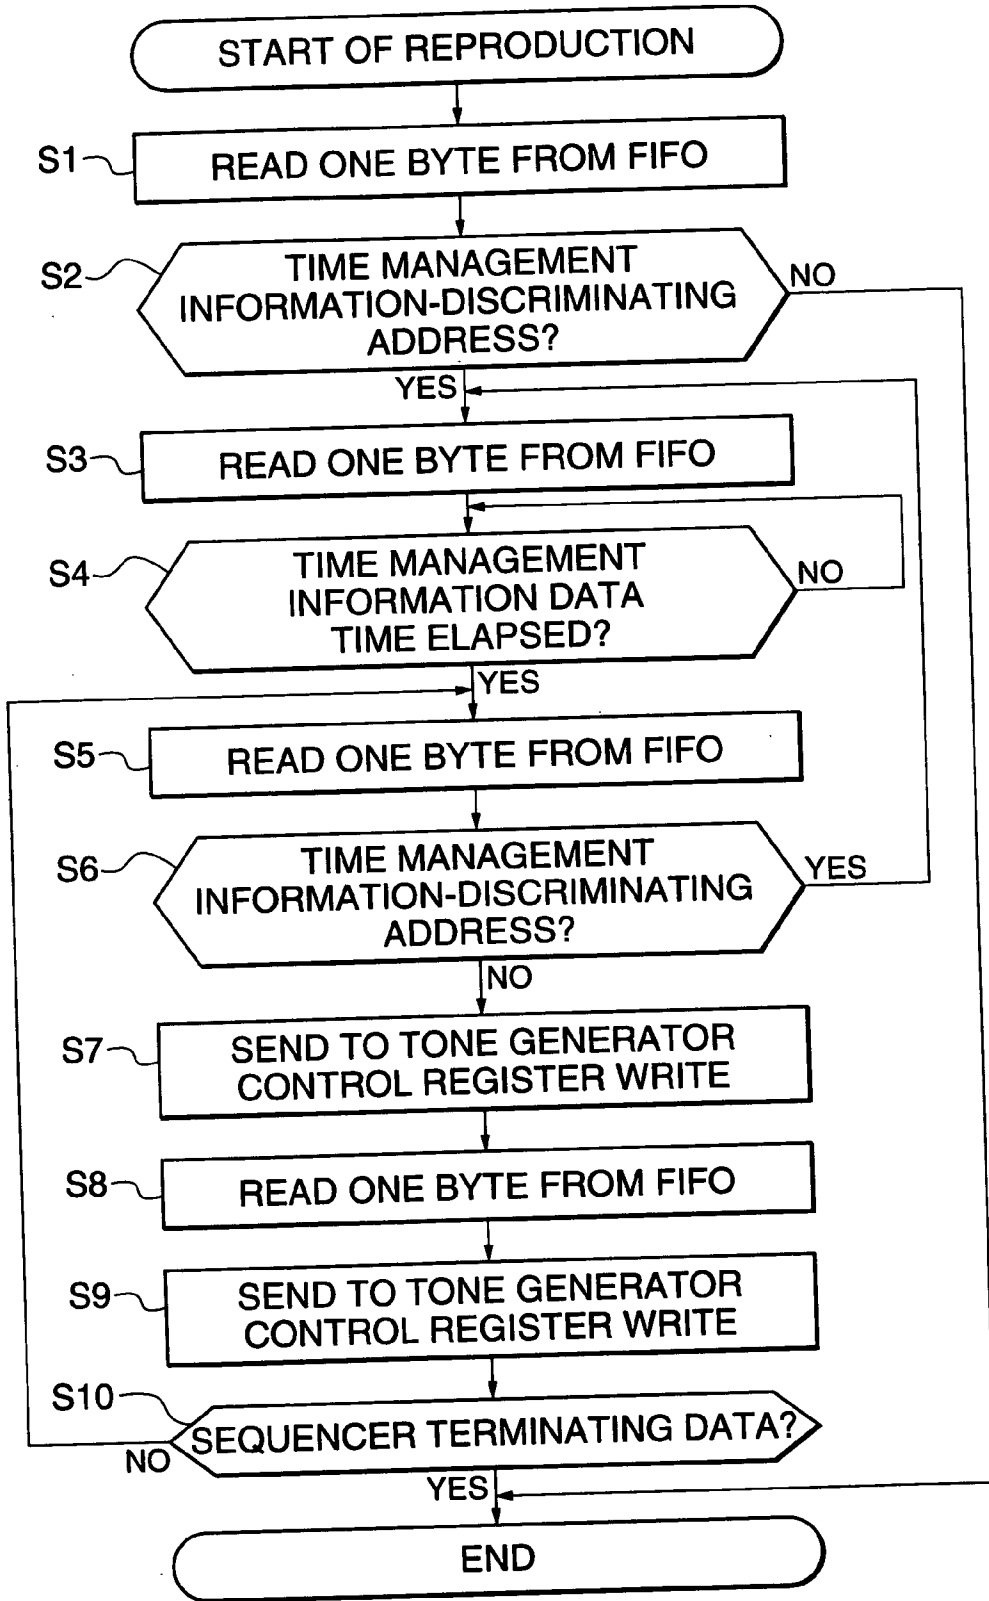 START OF REPRODUCTION
S1
READ ONE BYTE FROM FIFO
S2
TIME MANAGEMENT
INFORMATION-DISCRIMINATING
ADDRESS?
NO
YES
S3
READ ONE BYTE FROM FIFO
S4
TIME MANAGEMENT
INFORMATION DATA
TIME ELAPSED?
NO
YES
S5
READ ONE BYTE FROM FIFO
S6
TIME MANAGEMENT
INFORMATION-DISCRIMINATING
ADDRESS?
YES
NO
S7
SEND TO TONE GENERATOR
CONTROL REGISTER WRITE
S8
READ ONE BYTE FROM FIFO
S9
SEND TO TONE GENERATOR
CONTROL REGISTER WRITE
S10
SEQUENCER TERMINATING DATA?
NO
YES
END